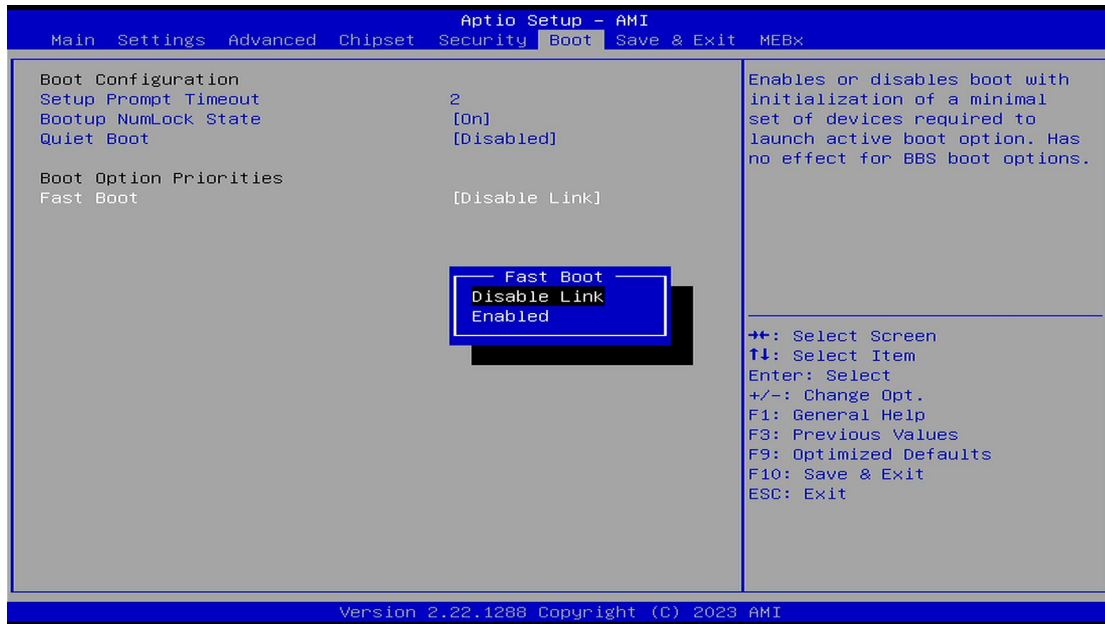 Aptio Setup – AMI
Main Settings Advanced Chipset Security Boot Save & Exit MEBx
Boot Configuration
Setup Prompt Timeout 2
Bootup NumLock State [On]
Quiet Boot [Disabled]
Boot Option Priorities
Fast Boot [Disable Link]
Fast Boot
Disable Link
Enabled
Enables or disables boot with
initialization of a minimal
set of devices required to
launch active boot option. Has
no effect for BBS boot options.
→←: Select Screen
↑↓: Select Item
Enter: Select
+/-: Change Opt.
F1: General Help
F3: Previous Values
F9: Optimized Defaults
F10: Save & Exit
ESC: Exit
Version 2.22.1288 Copyright (C) 2023 AMI